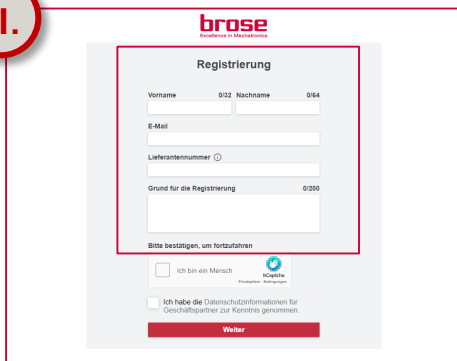 I.
brose
Excellence in Mechatronics
Registrierung
Vorname 0/32 Nachname 0/64
E-Mail
Lieferantennummer ⓘ
Grund für die Registrierung 0/200
Bitte bestätigen, um fortzufahren
Ich bin ein Mensch
hCaptcha
Privatsphäre - Bedingungen
Ich habe die Datenschutzinformationen für
Geschäftspartner zur Kenntnis genommen.
Weiter